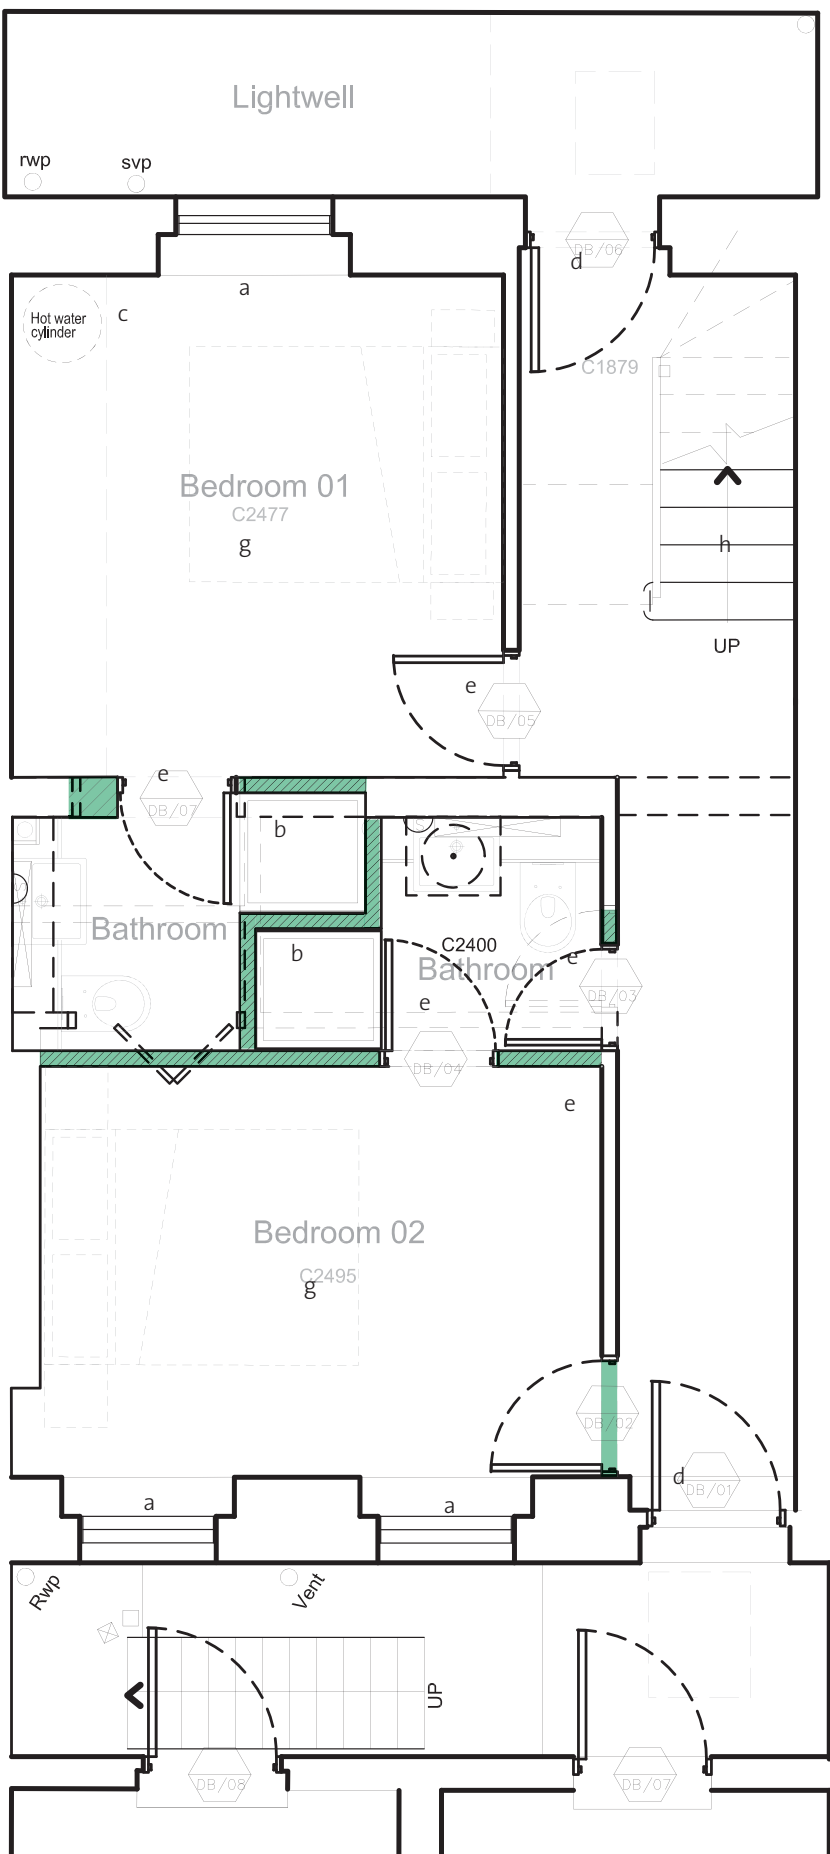 Lightwell
rwp
svp
DB/06
d
a
c
Hot water
cylinder
C1879
Bedroom 01
C2477
g
h
UP
e
DB/05
e
DB/07
b
Bathroom
b
C2400
Bathroom
e
e
DB/03
DB/04
e
Bedroom 02
C2495
g
DB/02
d
DB/01
a
a
Rwp
Vent
UP
DB/08
DB/07